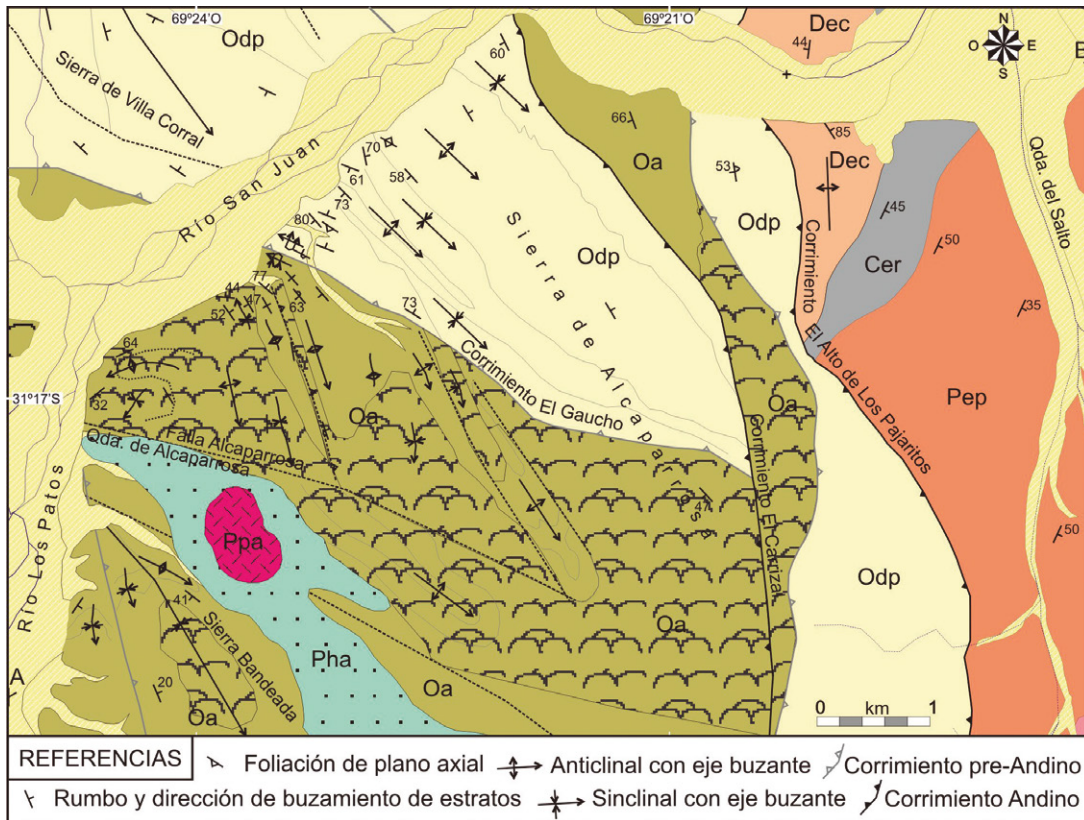 69º24'O
69º21'O
Dec
44
N
O E
S
B
Odp
Sierra de Villa Corral
60
Río San Juan
66
Oa
85
Dec
70
58
61
73
53
Odp
Qda. del Salto
80
Sierra de Alcaparrosa
Odp
Corrimiento El Alto de Los Pajaritos
45
Cer
50
77
44
47
52
63
73
35
Pep
64
Corrimiento El Gaucho
31º17'S
32
Oa
Oa
Falla Alcaparrosa
Qda. de Alcaparrosa
Río Los Patos
47
Corrimiento El Carrizal
Ppa
50
Odp
41
Sierra Bandeada
Oa
Pha
A
20
Oa
Oa
0 km 1
REFERENCIAS
Foliación de plano axial
Anticlinal con eje buzante
Corrimiento pre-Andino
Rumbo y dirección de buzamiento de estratos
Sinclinal con eje buzante
Corrimiento Andino